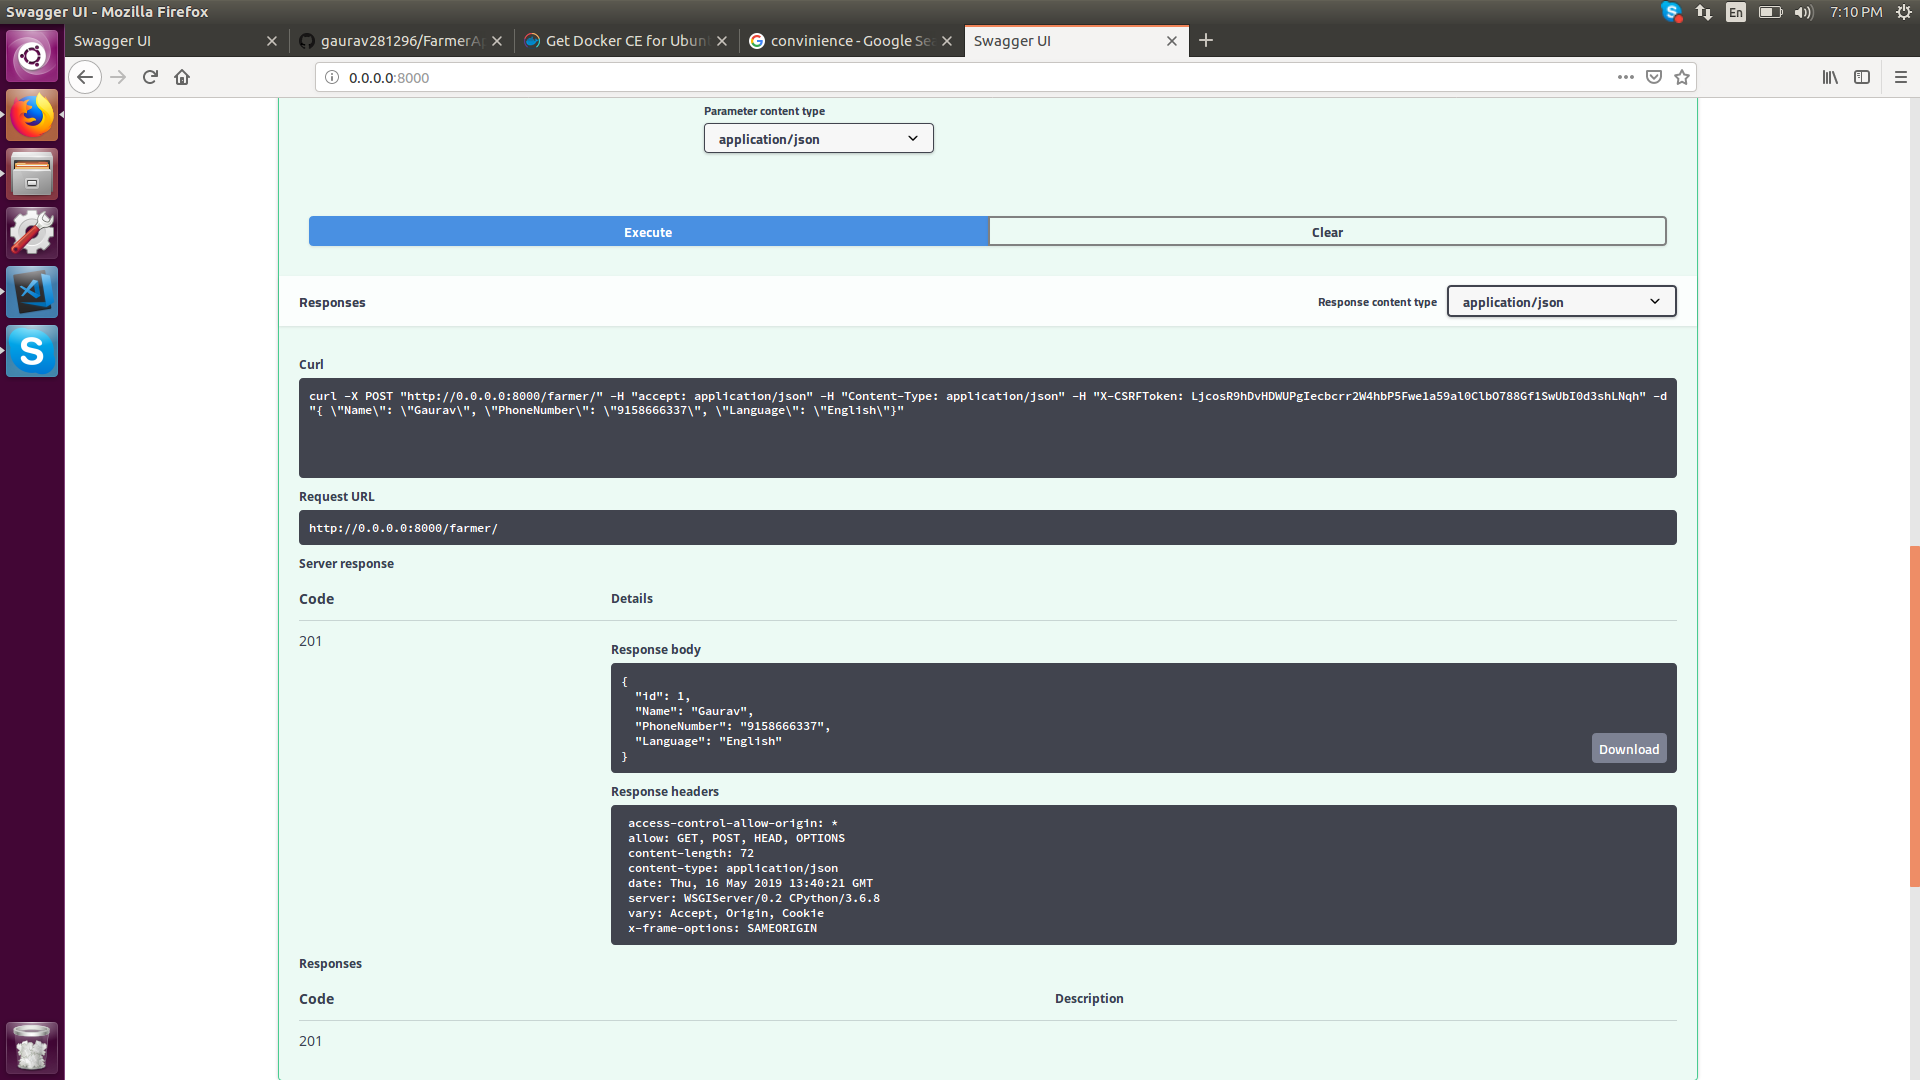 Swagger UI - Mozilla Firefox
En
7:10 PM
Swagger UI
gaurav281296/FarmerA
Get Docker CE for Ubun
convinience - Google Se
Swagger UI
0.0.0.0:8000
Parameter content type
application/json
Execute
Clear
Responses
Response content type
application/json
Curl
curl -X POST "http://0.0.0.0:8000/farmer/" -H "accept: application/json" -H "Content-Type: application/json" -H "X-CSRFToken: LjcosR9hDvHDWUPgIecbcrr2W4hbP5Fwe1a59al0ClbO788Gf1SwUbI0d3shLNqh" -d
"{ \"Name\": \"Gaurav\", \"PhoneNumber\": \"9158666337\", \"Language\": \"English\"}"
Request URL
http://0.0.0.0:8000/farmer/
Server response
Code
Details
201
Response body
{
"id": 1,
"Name": "Gaurav",
"PhoneNumber": "9158666337",
"Language": "English"
}
Download
Response headers
access-control-allow-origin: *
allow: GET, POST, HEAD, OPTIONS
content-length: 72
content-type: application/json
date: Thu, 16 May 2019 13:40:21 GMT
server: WSGIServer/0.2 CPython/3.6.8
vary: Accept, Origin, Cookie
x-frame-options: SAMEORIGIN
Responses
Code
Description
201